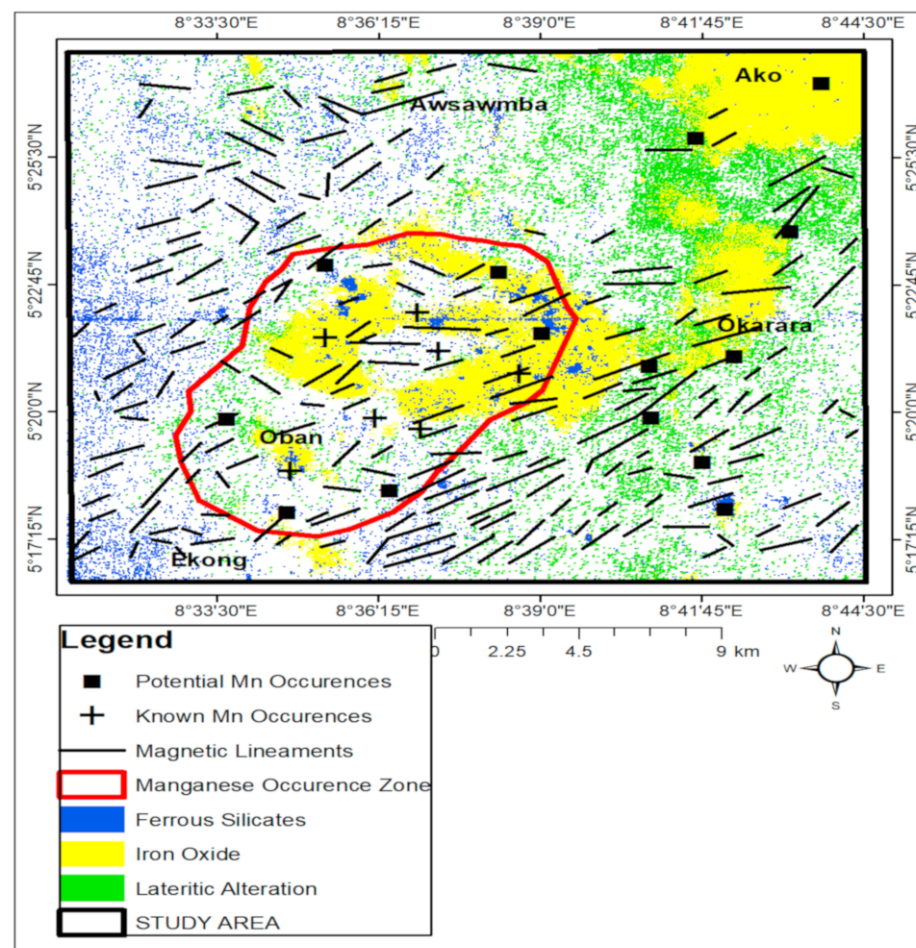 8°33'30"E 8°36'15"E 8°39'0"E 8°41'45"E 8°44'30"E
Ako
Awsawmba
5°25'30"N 5°25'30"N
5°22'45"N 5°22'45"N
Okarara
5°20'0"N 5°20'0"N
Oban
5°17'15"N 5°17'15"N
Ekong
8°33'30"E 8°36'15"E 8°39'0"E 8°41'45"E 8°44'30"E
Legend
0 2.25 4.5 9 km
N
W E
S
Potential Mn Occurences
Known Mn Occurences
Magnetic Lineaments
Manganese Occurence Zone
Ferrous Silicates
Iron Oxide
Lateritic Alteration
STUDY AREA